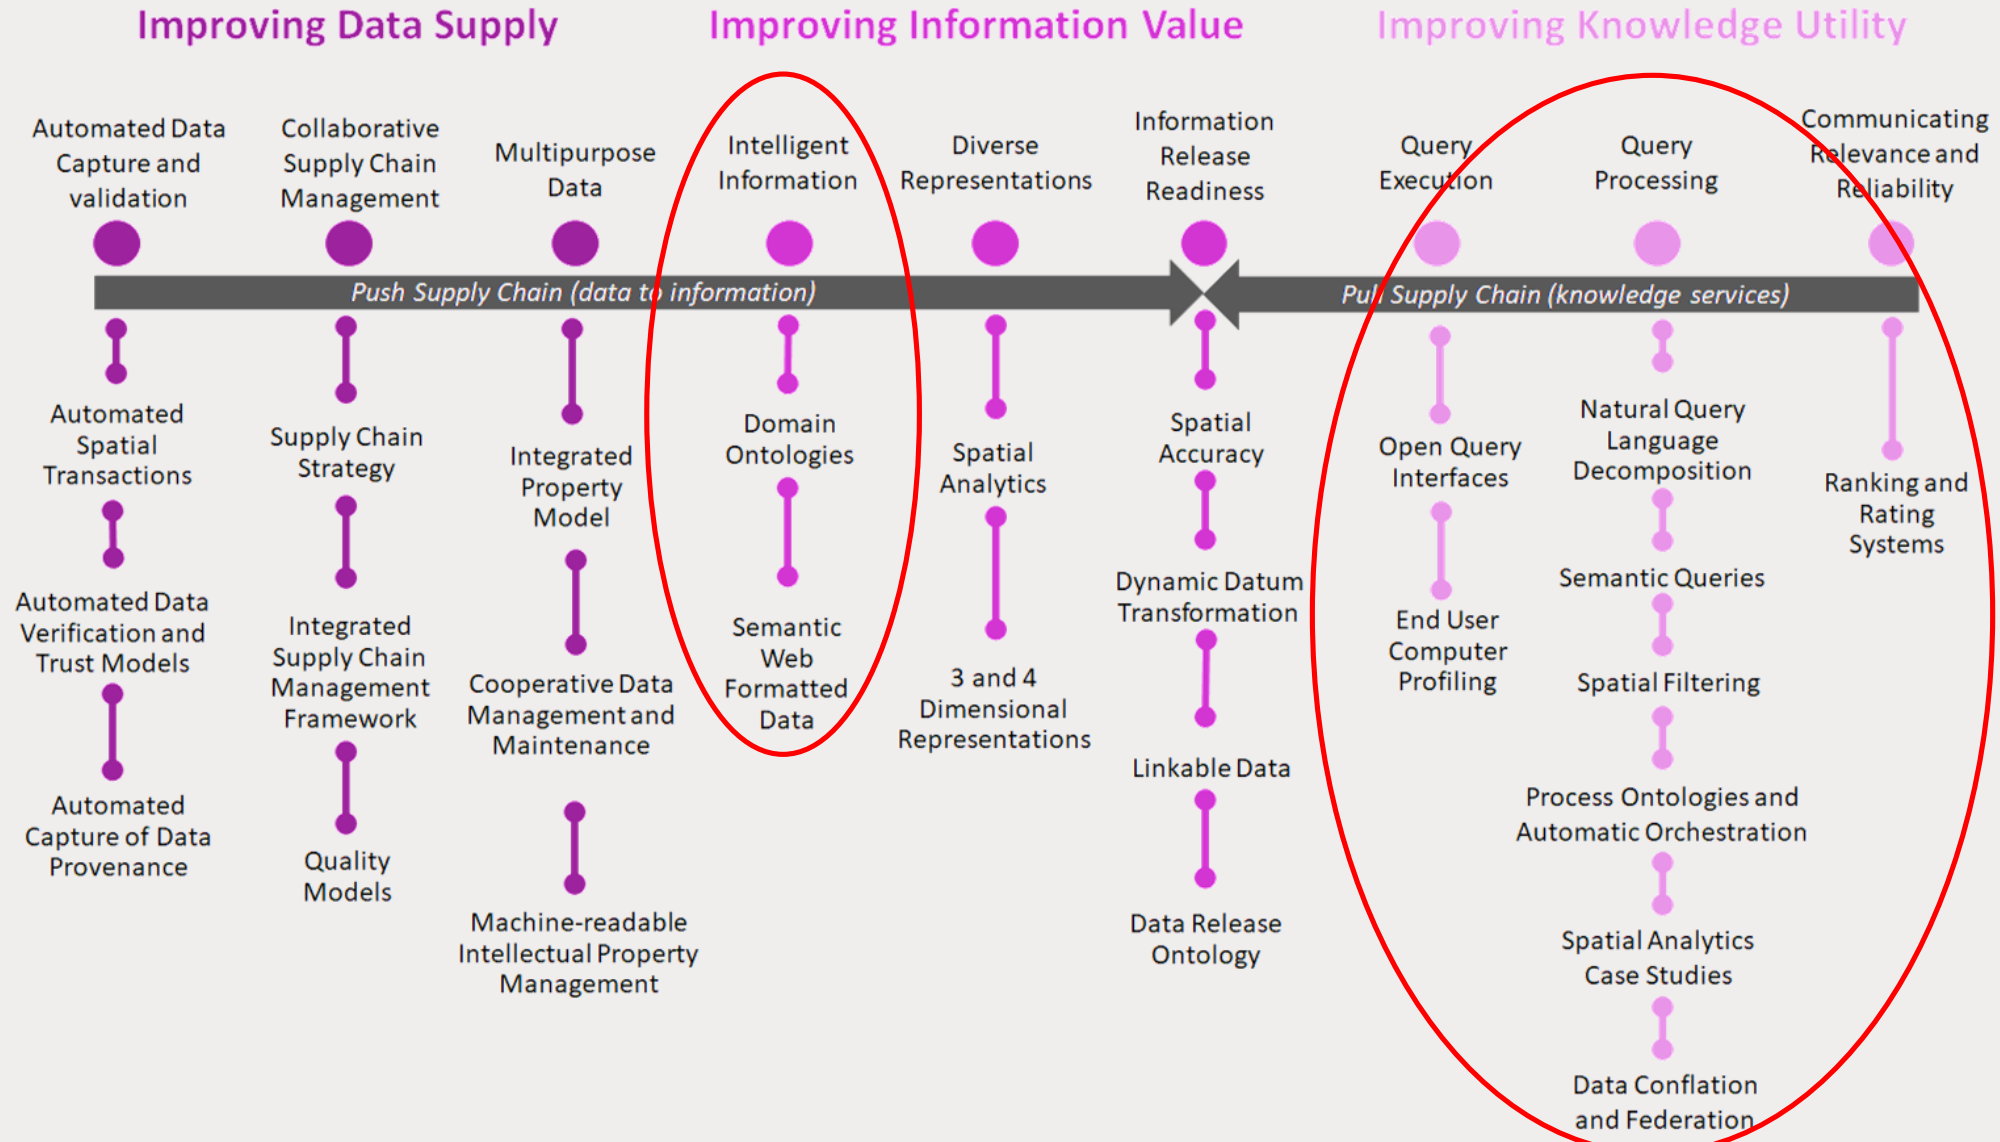 Improving Data Supply
Improving Information Value
Improving Knowledge Utility
Automated Data
Capture and
validation
Collaborative
Supply Chain
Management
Multipurpose
Data
Intelligent
Information
Diverse
Representations
Information
Release
Readiness
Query
Execution
Query
Processing
Communicating
Relevance and
Reliability
Push Supply Chain (data to information)
Pull Supply Chain (knowledge services)
Automated
Spatial
Transactions
Automated Data
Verification and
Trust Models
Automated
Capture of Data
Provenance
Supply Chain
Strategy
Integrated
Supply Chain
Management
Framework
Quality
Models
Integrated
Property
Model
Cooperative Data
Management and
Maintenance
Machine-readable
Intellectual Property
Management
Domain
Ontologies
Semantic
Web
Formatted
Data
Spatial
Analytics
3 and 4
Dimensional
Representations
Spatial
Accuracy
Dynamic Datum
Transformation
Linkable Data
Data Release
Ontology
Open Query
Interfaces
End User
Computer
Profiling
Natural Query
Language
Decomposition
Semantic Queries
Spatial Filtering
Process Ontologies and
Automatic Orchestration
Spatial Analytics
Case Studies
Data Conflation
and Federation
Ranking and
Rating
Systems